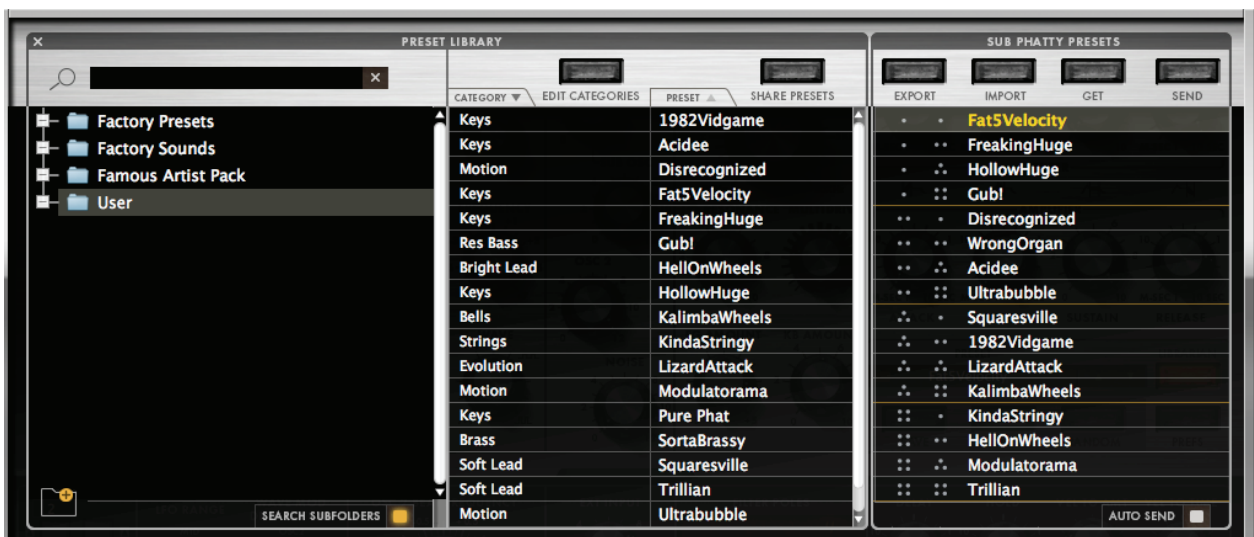 PRESET LIBRARY
CATEGORY ▼ EDIT CATEGORIES PRESET ▲ SHARE PRESETS
Factory Presets
Factory Sounds
Famous Artist Pack
User
SEARCH SUBFOLDERS
Keys 1982Vidgame
Keys Acidee
Motion Disrecognized
Keys Fat5Velocity
Keys FreakingHuge
Res Bass Gub!
Bright Lead HellOnWheels
Keys HollowHuge
Bells KalimbaWheels
Strings KindaStringy
Evolution LizardAttack
Motion Modulatorama
Keys Pure Phat
Brass SortaBrassy
Soft Lead Squaresville
Soft Lead Trillian
Motion Ultrabubble
SUB PHATTY PRESETS
EXPORT IMPORT GET SEND
Fat5Velocity
FreakingHuge
HollowHuge
Gub!
Disrecognized
WrongOrgan
Acidee
Ultrabubble
Squaresville
1982Vidgame
LizardAttack
KalimbaWheels
KindaStringy
HellOnWheels
Modulatorama
Trillian
AUTO SEND